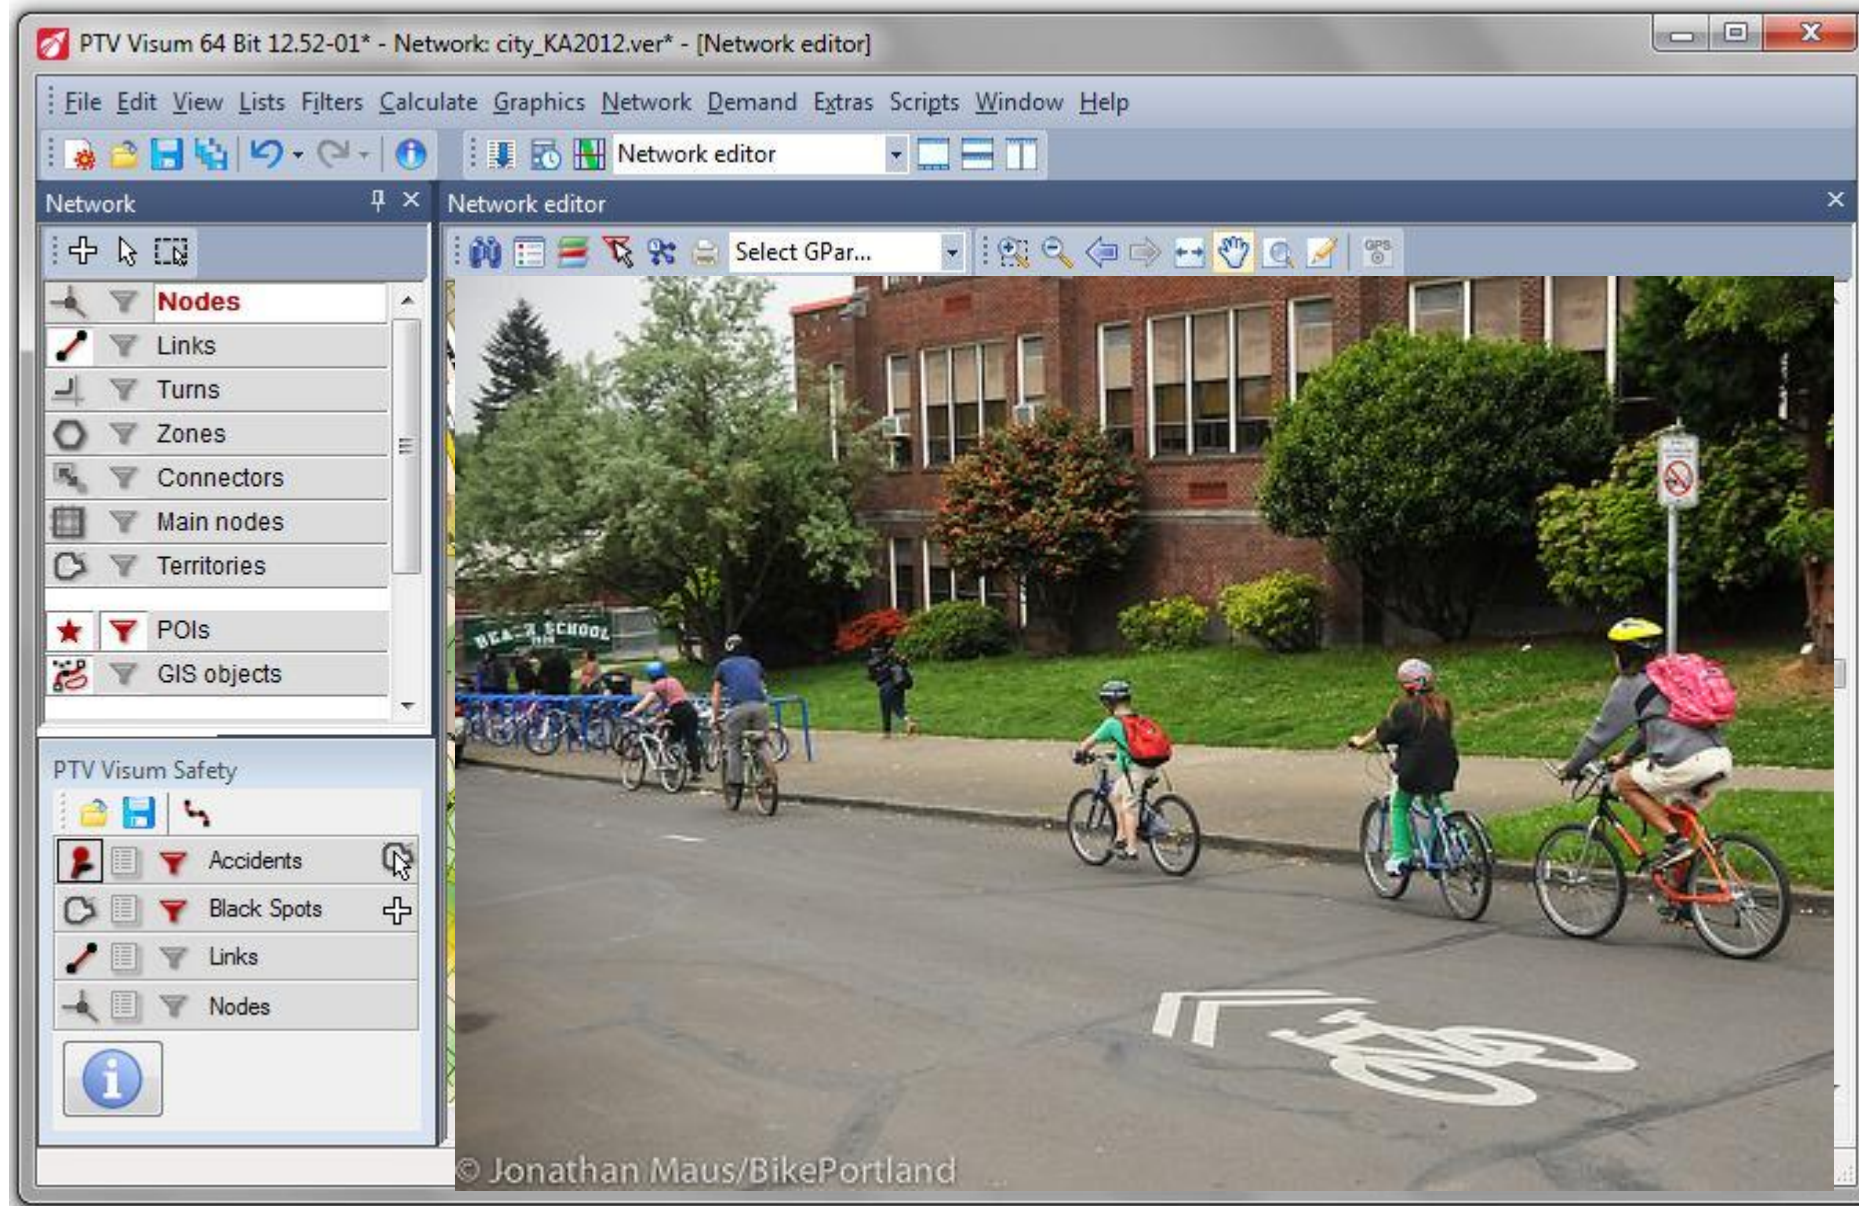 PTV Visum 64 Bit 12.52-01* - Network: city_KA2012.ver* - [Network editor]
File Edit View Lists Filters Calculate Graphics Network Demand Extras Scripts Window Help
Network editor
Network
Network editor
Select GPar...
GPS
Nodes
Links
Turns
Zones
Connectors
Main nodes
Territories
POIs
GIS objects
PTV Visum Safety
Accidents
Black Spots
Links
Nodes
SCHOOL
© Jonathan Maus/BikePortland